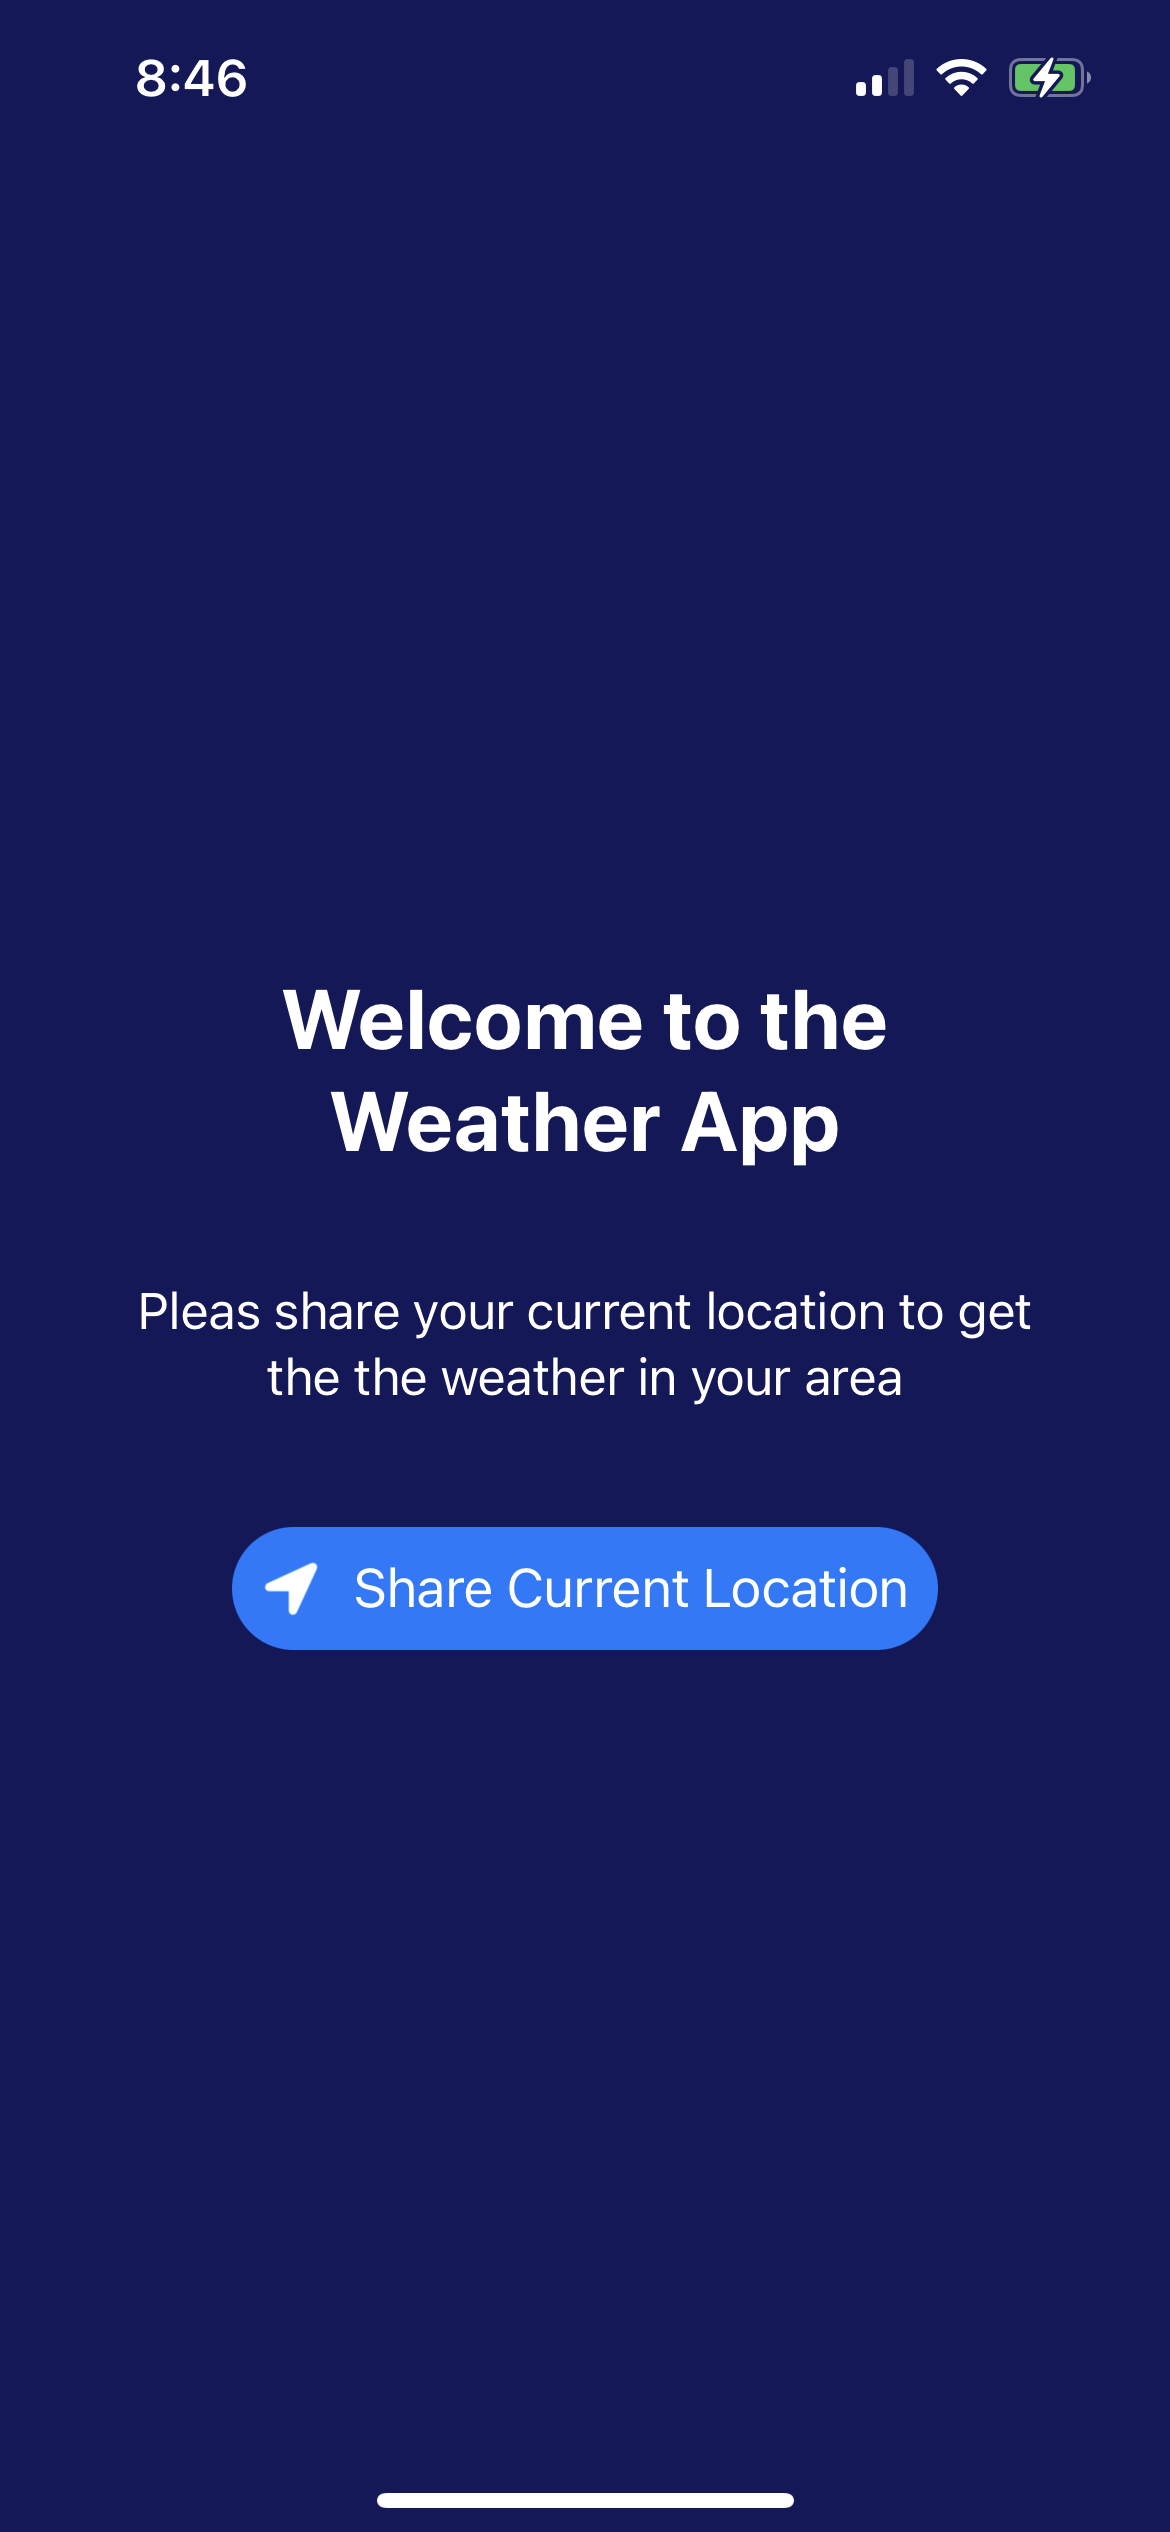 8:46
Welcome to the
Weather App
Pleas share your current location to get
the the weather in your area
Share Current Location